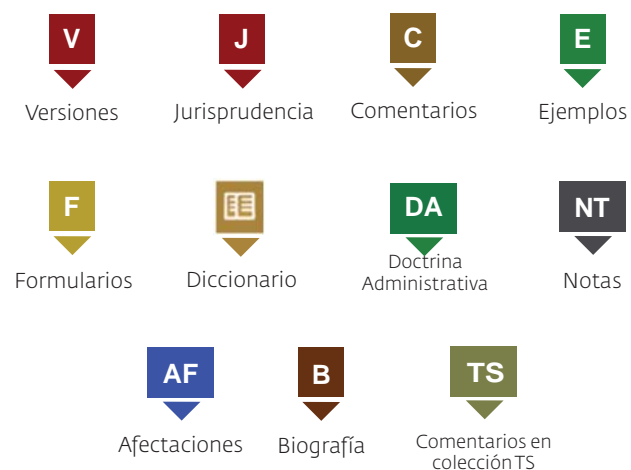 V J C E
Versiones Jurisprudencia Comentarios Ejemplos
F DA NT
Formularios Diccionario Doctrina
Administrativa Notas
AF B TS
Afectaciones Biografía Comentarios en
colección TS